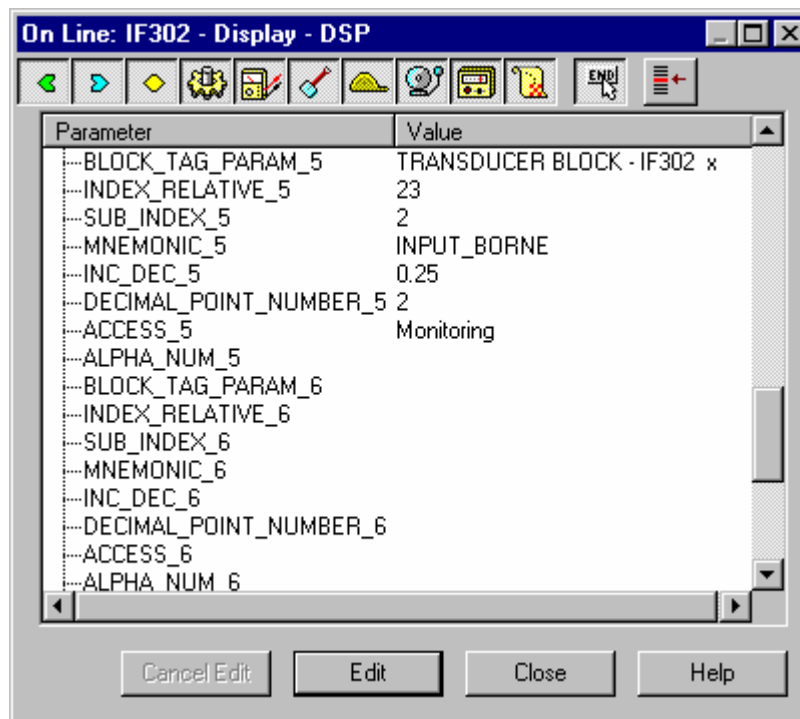 On Line: IF302 - Display - DSP
END
Parameter Value
BLOCK_TAG_PARAM_5 TRANSDUCER BLOCK - IF302 x
INDEX_RELATIVE_5 23
SUB_INDEX_5 2
MNEMONIC_5 INPUT_BORNE
INC_DEC_5 0.25
DECIMAL_POINT_NUMBER_5 2
ACCESS_5 Monitoring
ALPHA_NUM_5
BLOCK_TAG_PARAM_6
INDEX_RELATIVE_6
SUB_INDEX_6
MNEMONIC_6
INC_DEC_6
DECIMAL_POINT_NUMBER_6
ACCESS_6
ALPHA_NUM_6
Cancel Edit Edit Close Help